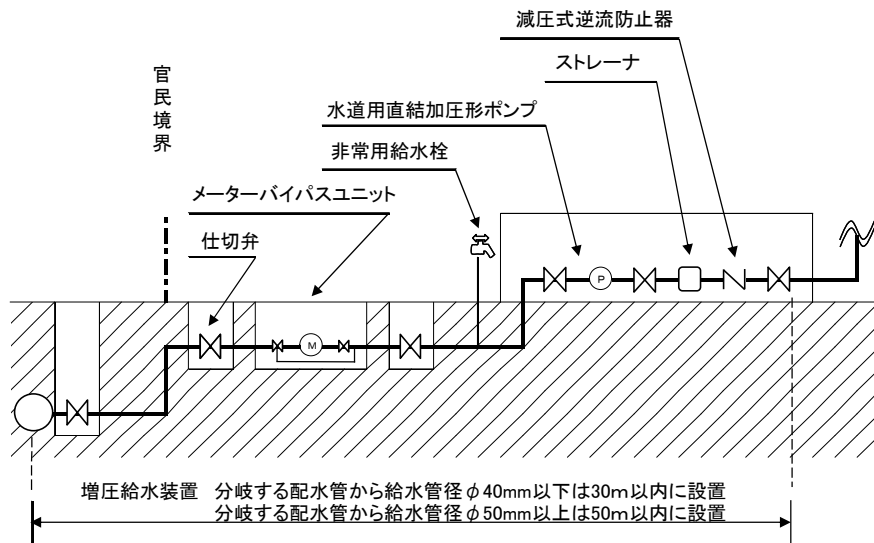 減圧式逆流防止器
ストレーナ
官民境界
水道用直結加圧形ポンプ
非常用給水栓
メーターバイパスユニット
仕切弁
P
M
増圧給水装置 分岐する配水管から給水管径φ40mm以下は30m以内に設置
分岐する配水管から給水管径φ50mm以上は50m以内に設置